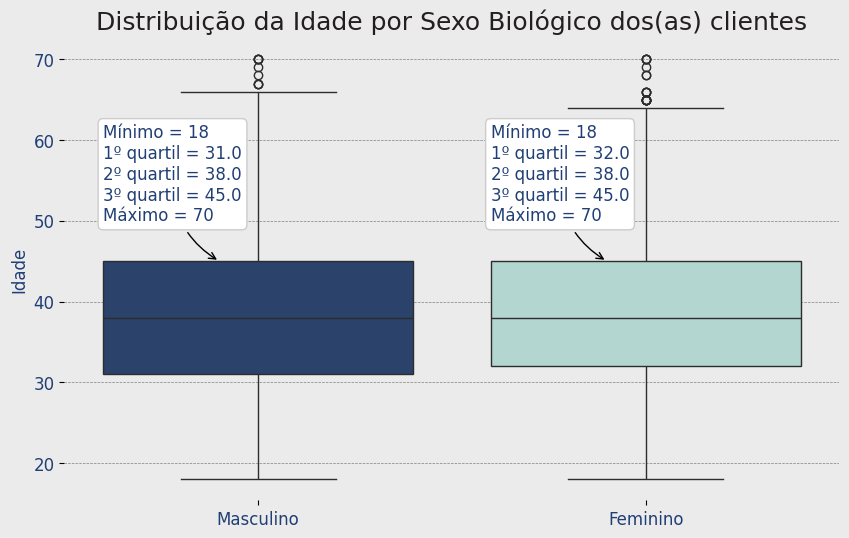 Distribuição da Idade por Sexo Biológico dos(as) clientes
70
60
50
40
30
20
Idade
Mínimo = 18
1º quartil = 31.0
2º quartil = 38.0
3º quartil = 45.0
Máximo = 70
Mínimo = 18
1º quartil = 32.0
2º quartil = 38.0
3º quartil = 45.0
Máximo = 70
Masculino
Feminino